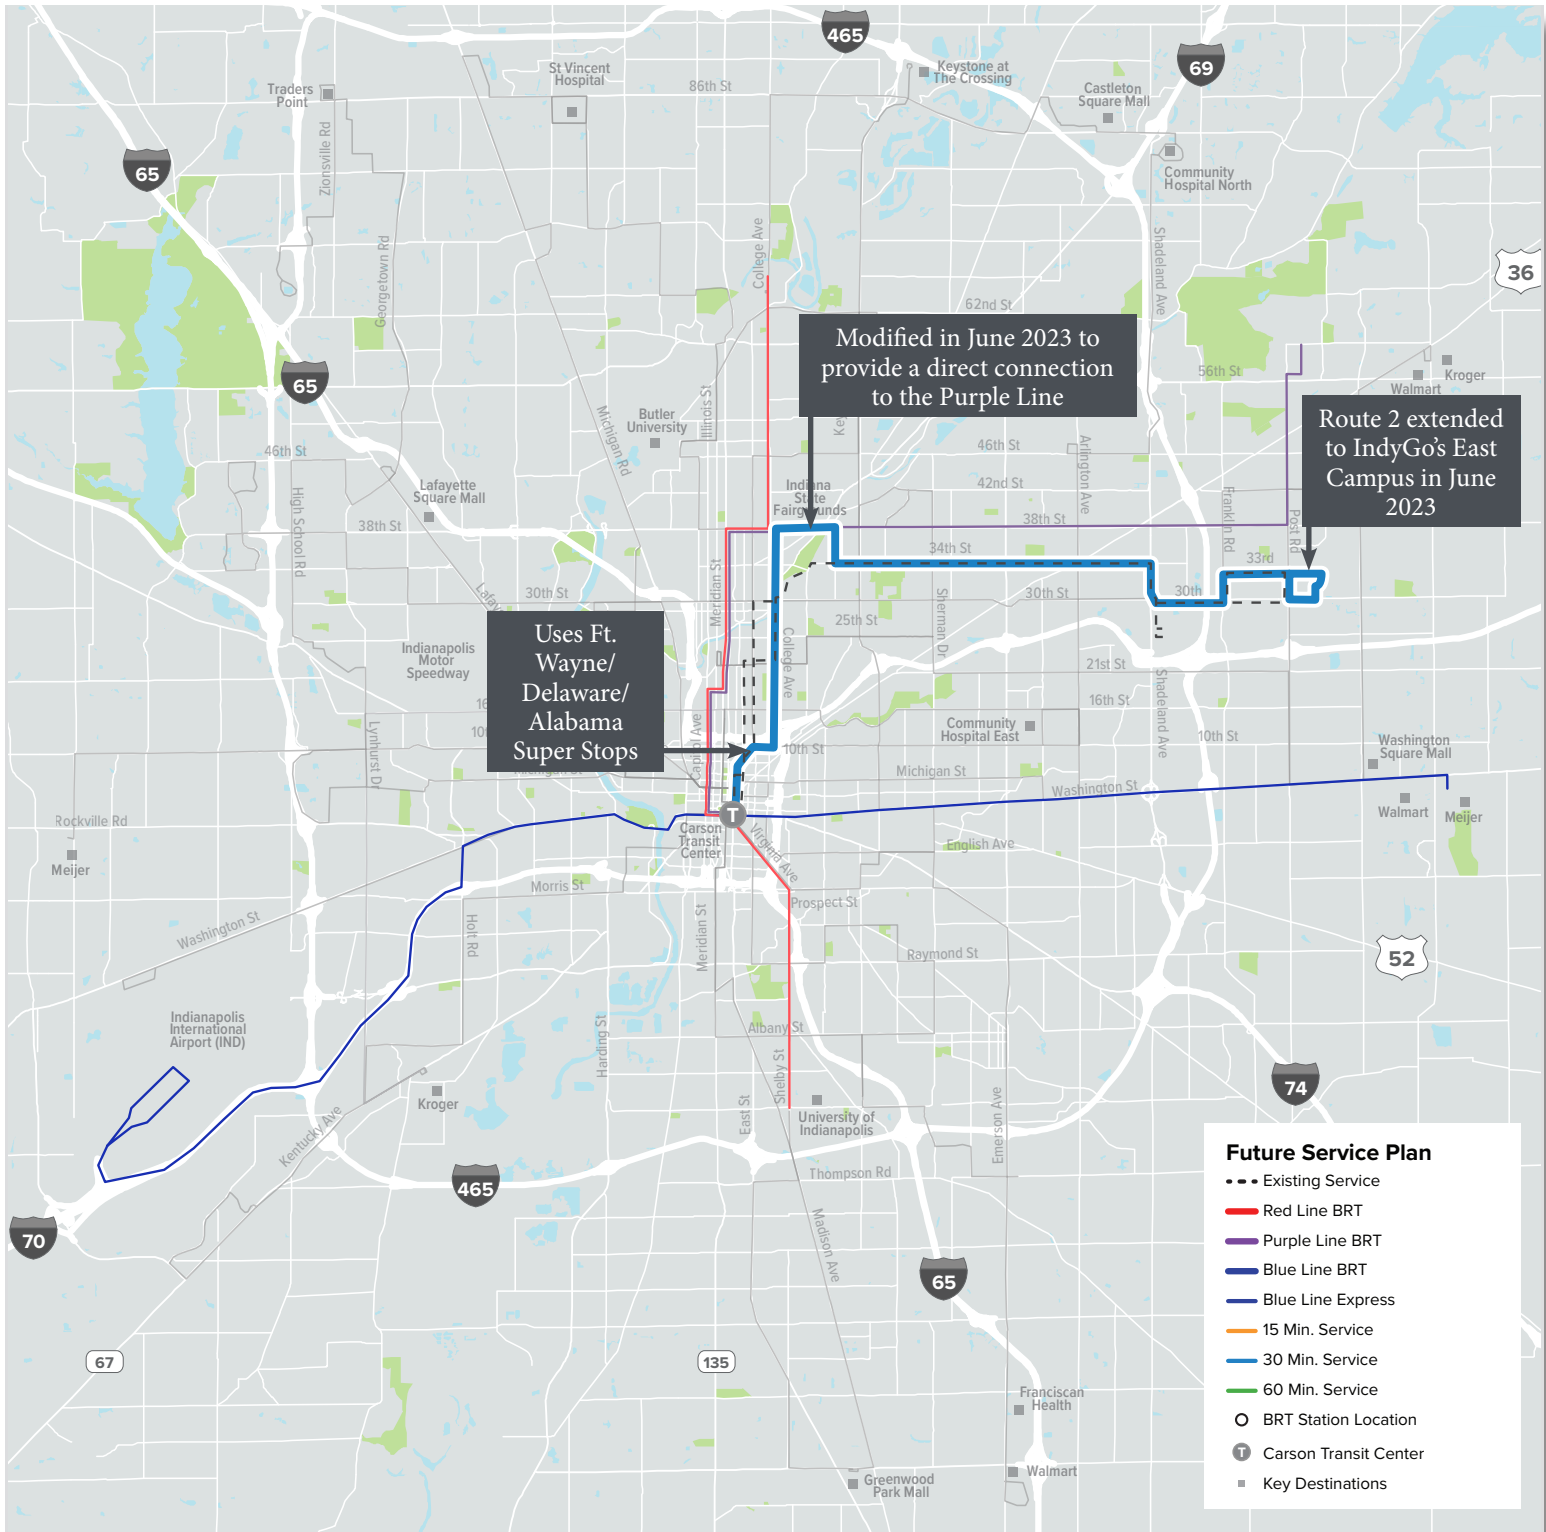 465
69
Keystone at
The Crossing
St Vincent
Hospital
86th St
Castleton
Square Mall
Traders
Point
Zionsville Rd
65
Community
Hospital North
College Ave
Shadeland Ave
Georgetown Rd
36
62nd St
Modified in June 2023 to
provide a direct connection
to the Purple Line
65
56th St
Kroger
Walmart
Illinois St
Michigan Rd
Butler
University
Key
Route 2 extended
to IndyGo's East
Campus in June
2023
46th St
46th St
Arlington Ave
Lafayette
Square Mall
42nd St
Indiana
State
Fairgrounds
High School Rd
Franklin Rd
Post Rd
38th St
38th St
34th St
33rd
Meridian St
30th St
30th St
30th
Lafay
Sherman Dr
25th St
Uses Ft.
Wayne/
Delaware/
Alabama
Super Stops
College Ave
Indianapolis
Motor
Speedway
21st St
Shadeland Ave
16th St
16
10t
Capitol Ave
Lynhurst Dr
Community
Hospital East
10th St
10th St
Washington
Square Mall
Michigan St
Michigan St
Washington St
T
Walmart
Meijer
Rockville Rd
Carson
Transit
Center
Virginia Ave
English Ave
Meijer
Morris St
Prospect St
Washington St
Holt Rd
Meridian St
Raymond St
52
Indianapolis
International
Airport (IND)
Harding St
Albany St
Shelby St
74
Kroger
East St
University of
Indianapolis
Emerson Ave
Kentucky Ave
Thompson Rd
465
70
Madison Ave
65
67
135
Franciscan
Health
Walmart
Greenwood
Park Mall
Future Service Plan
Existing Service
Red Line BRT
Purple Line BRT
Blue Line BRT
Blue Line Express
15 Min. Service
30 Min. Service
60 Min. Service
BRT Station Location
T Carson Transit Center
Key Destinations